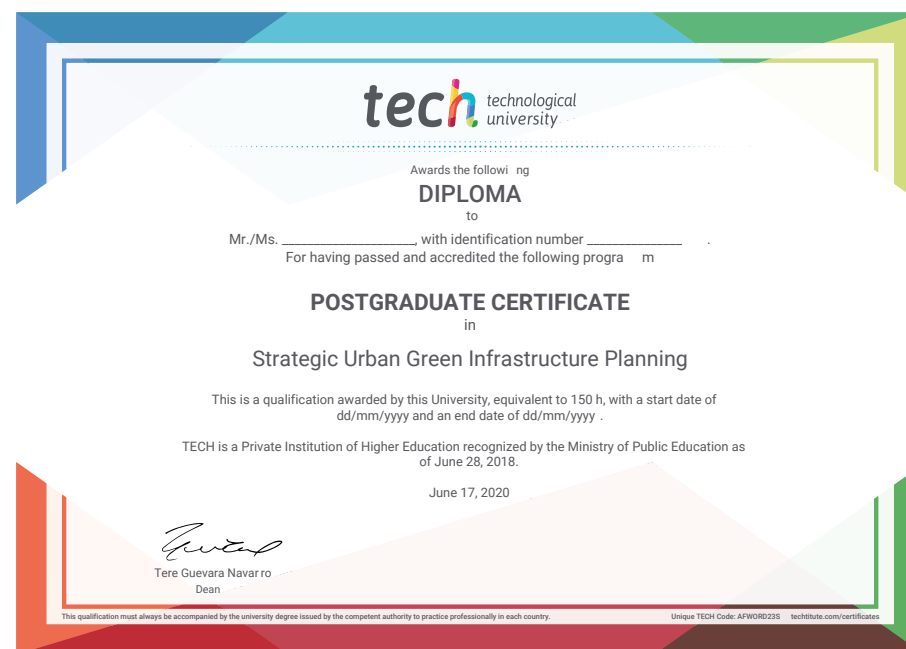 tech technological
university
Awards the followi ng
DIPLOMA
to
Mr./Ms. ____________________, with identification number ______________ .
For having passed and accredited the following progra m
POSTGRADUATE CERTIFICATE
in
Strategic Urban Green Infrastructure Planning
This is a qualification awarded by this University, equivalent to 150 h, with a start date of
dd/mm/yyyy and an end date of dd/mm/yyyy .
TECH is a Private Institution of Higher Education recognized by the Ministry of Public Education as
of June 28, 2018.
June 17, 2020
Tere Guevara Navar ro
Dean
This qualification must always be accompanied by the university degree issued by the competent authority to practice professionally in each country.
Unique TECH Code: AFWORD23S techtitute.com/certificates